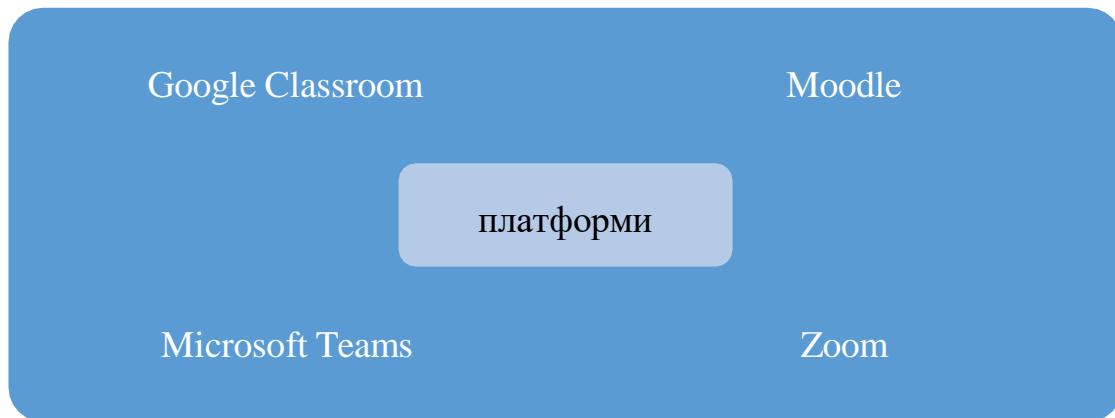 Google Classroom
Moodle
платформи
Microsoft Teams
Zoom